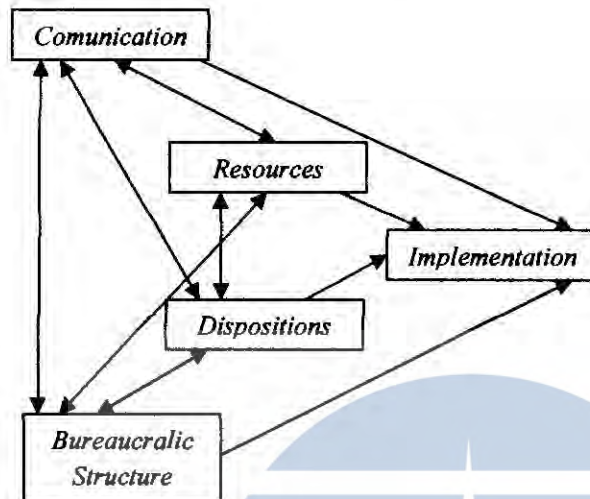 Comunication
Resources
Implementation
Dispositions
Bureaucralic
Structure